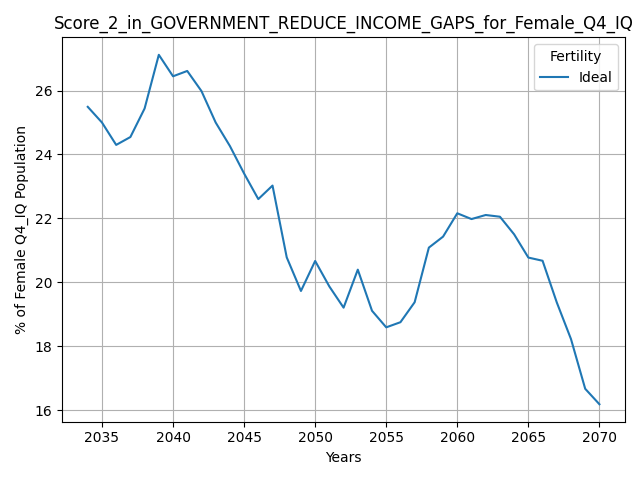 Score_2_in_GOVERNMENT_REDUCE_INCOME_GAPS_for_Female_Q4_IQ
Fertility
Ideal
26
24
22
20
18
16
% of Female Q4_IQ Population
2035 2040 2045 2050 2055 2060 2065 2070
Years